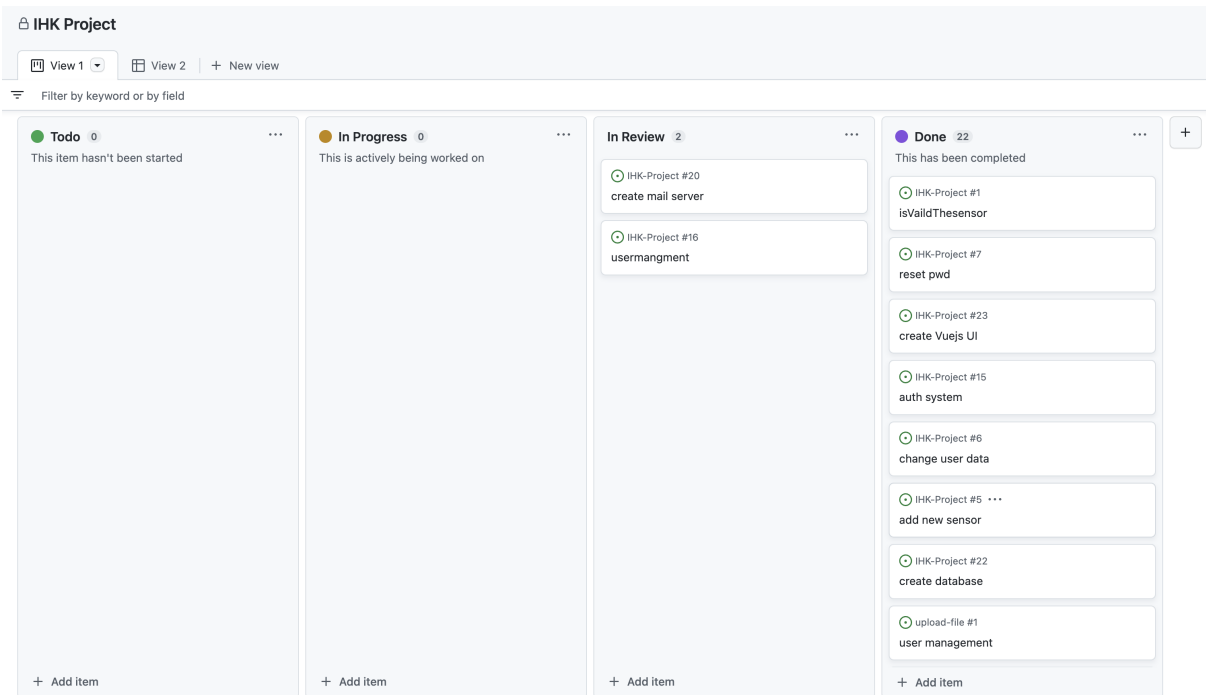 IHK Project
View 1
View 2
New view
Filter by keyword or by field
Todo 0
This item hasn't been started
Add item
In Progress 0
This is actively being worked on
Add item
In Review 2
IHK-Project #20
create mail server
IHK-Project #16
usermangment
Add item
Done 22
This has been completed
IHK-Project #1
isVaildThesensor
IHK-Project #7
reset pwd
IHK-Project #23
create Vuejs UI
IHK-Project #15
auth system
IHK-Project #6
change user data
IHK-Project #5
add new sensor
IHK-Project #22
create database
upload-file #1
user management
Add item